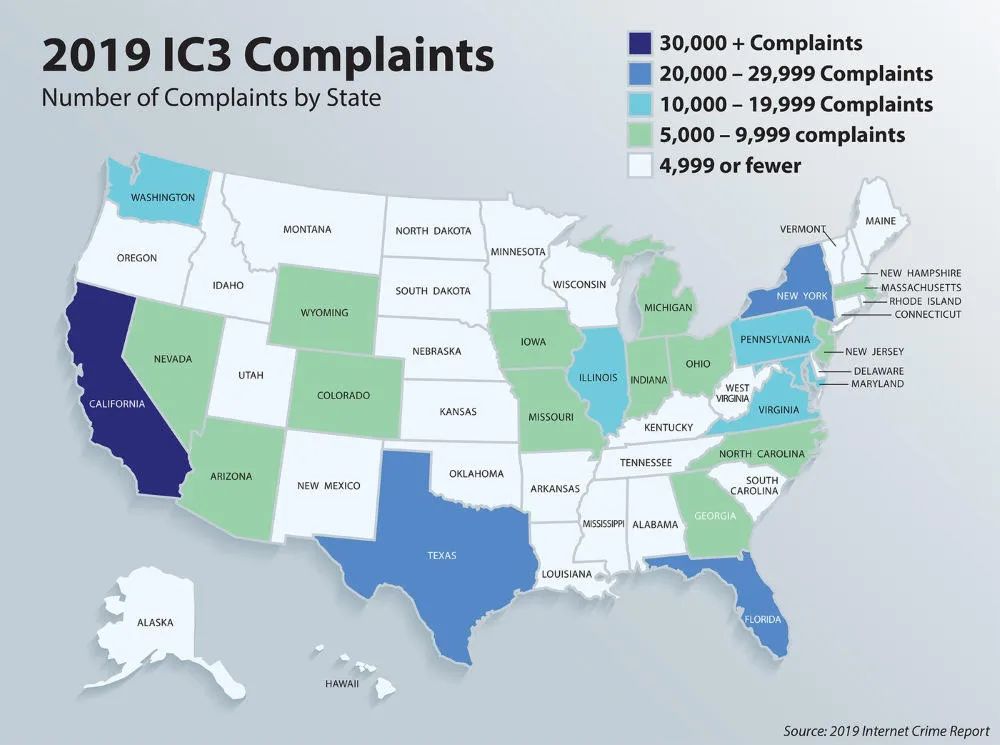 2019 IC3 Complaints
Number of Complaints by State
30,000 + Complaints
20,000 – 29,999 Complaints
10,000 – 19,999 Complaints
5,000 – 9,999 complaints
4,999 or fewer
WASHINGTON
OREGON
CALIFORNIA
NEVADA
IDAHO
MONTANA
WYOMING
UTAH
COLORADO
ARIZONA
NEW MEXICO
NORTH DAKOTA
SOUTH DAKOTA
NEBRASKA
KANSAS
OKLAHOMA
TEXAS
MINNESOTA
IOWA
MISSOURI
ARKANSAS
LOUISIANA
WISCONSIN
ILLINOIS
MICHIGAN
INDIANA
OHIO
KENTUCKY
TENNESSEE
MISSISSIPPI
ALABAMA
GEORGIA
FLORIDA
SOUTH
CAROLINA
NORTH CAROLINA
VIRGINIA
WEST
VIRGINIA
PENNSYLVANIA
NEW YORK
VERMONT
MAINE
NEW HAMPSHIRE
MASSACHUSETTS
RHODE ISLAND
CONNECTICUT
NEW JERSEY
DELAWARE
MARYLAND
ALASKA
HAWAII
Source: 2019 Internet Crime Report